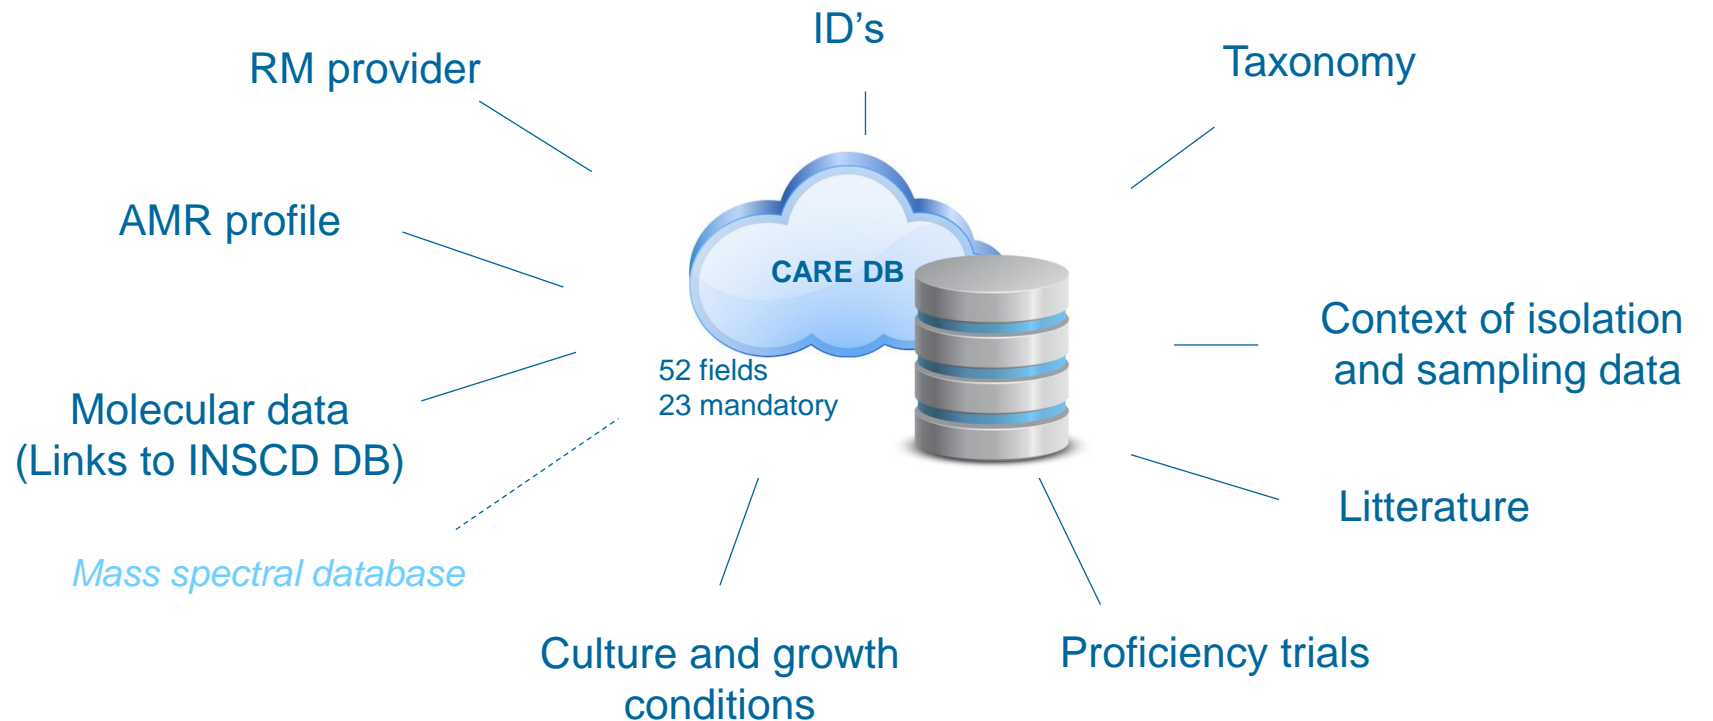 ID's
RM provider
Taxonomy
AMR profile
CARE DB
52 fields
23 mandatory
Context of isolation
and sampling data
Molecular data
(Links to INSCD DB)
Litterature
Mass spectral database
Culture and growth
conditions
Proficiency trials